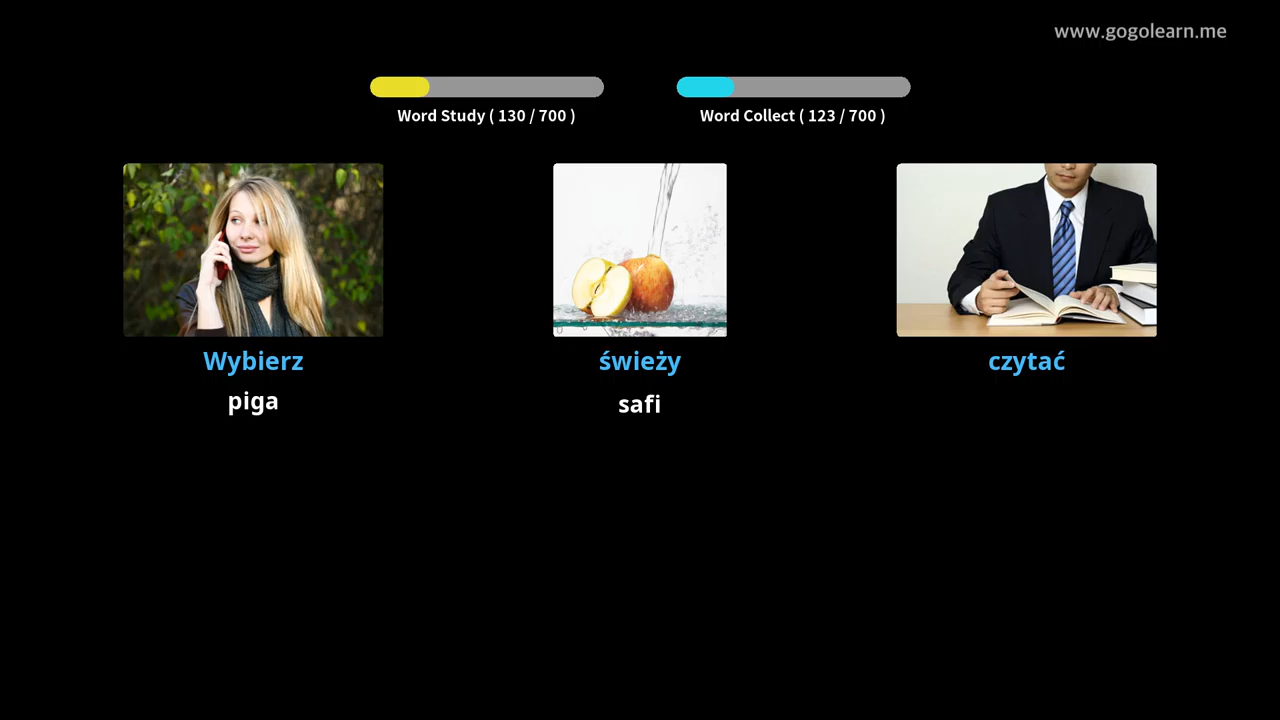 www.gogolearn.me
Word Study ( 130 / 700 )
Word Collect ( 123 / 700 )
Wybierz
świeży
czytać
piga
safi